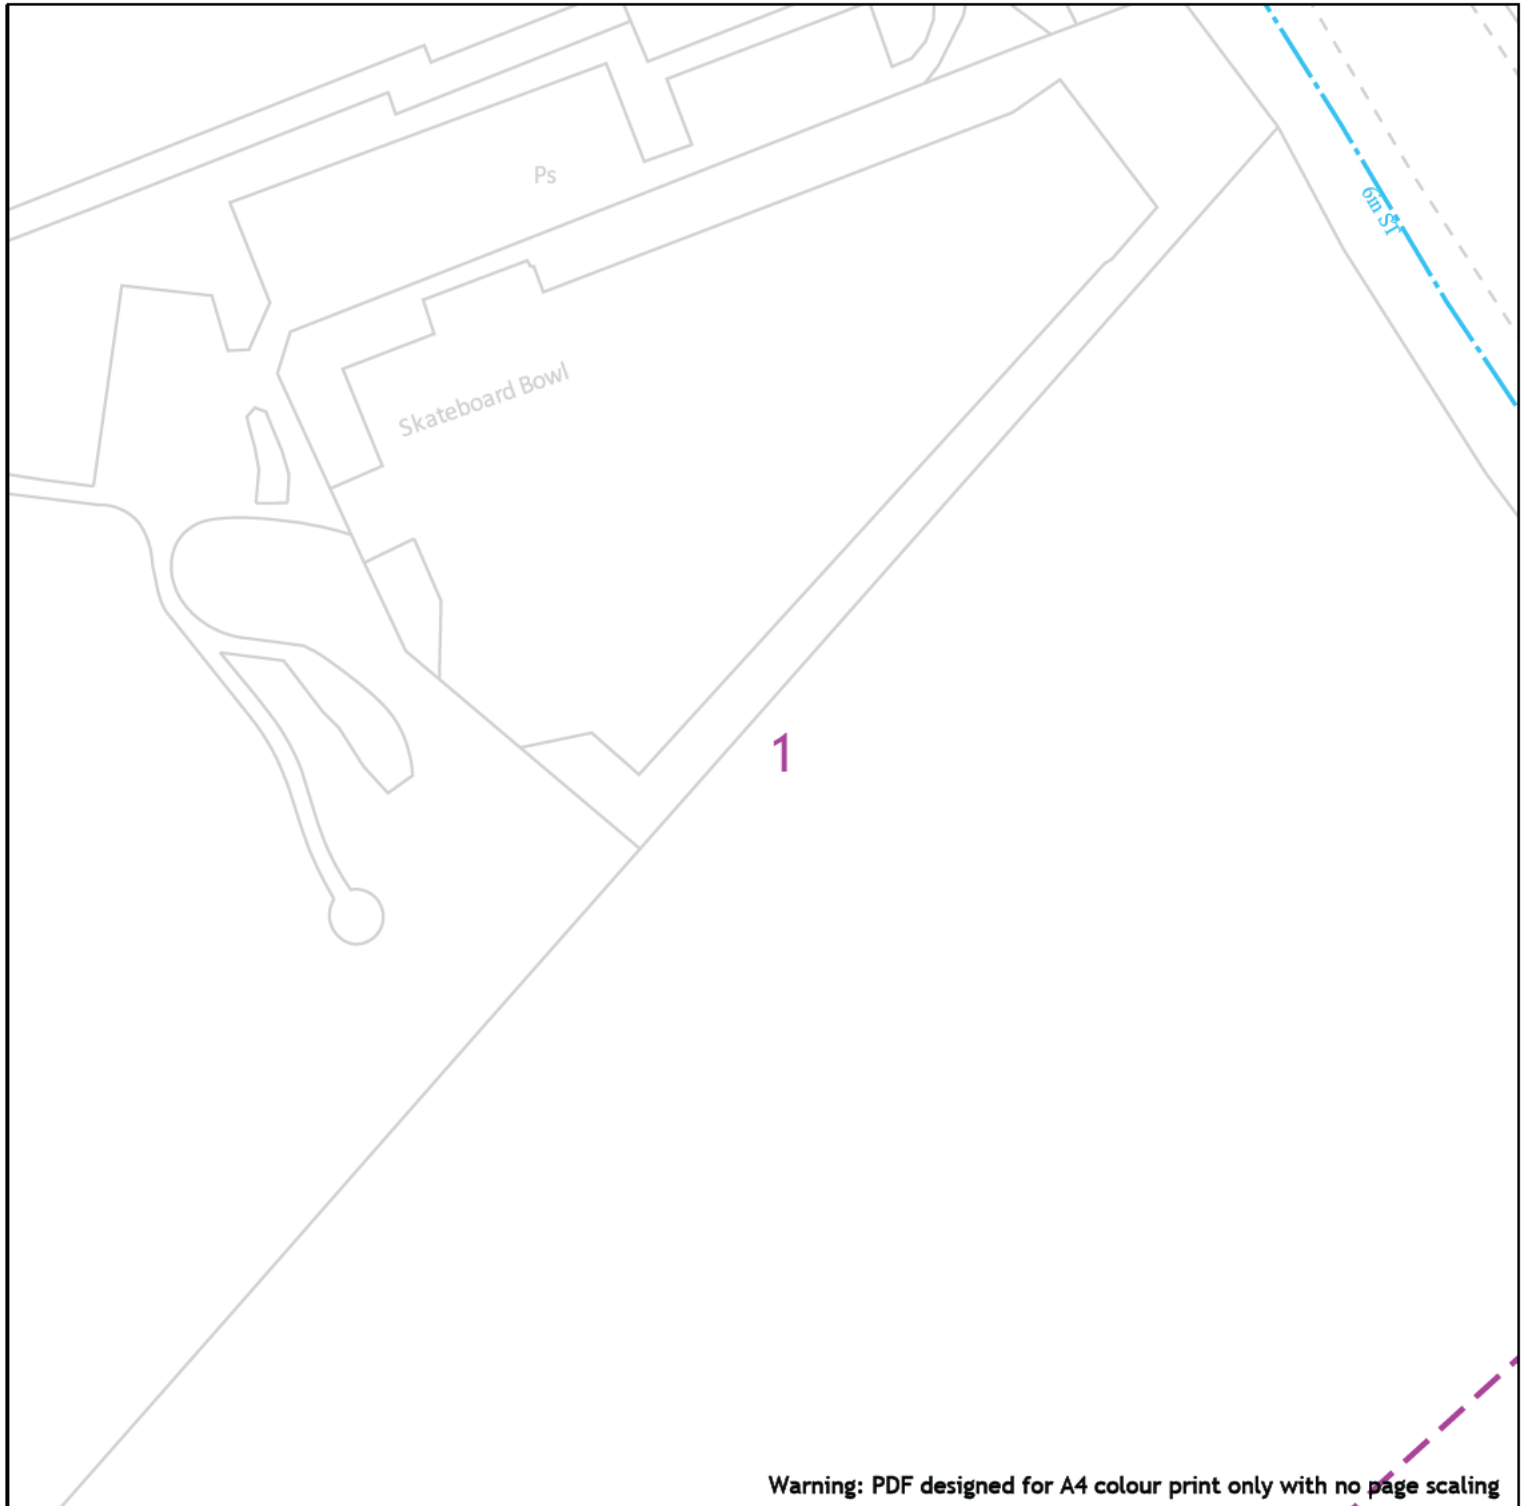 Ps
6m ST
Skateboard Bowl
1
Warning: PDF designed for A4 colour print only with no page scaling